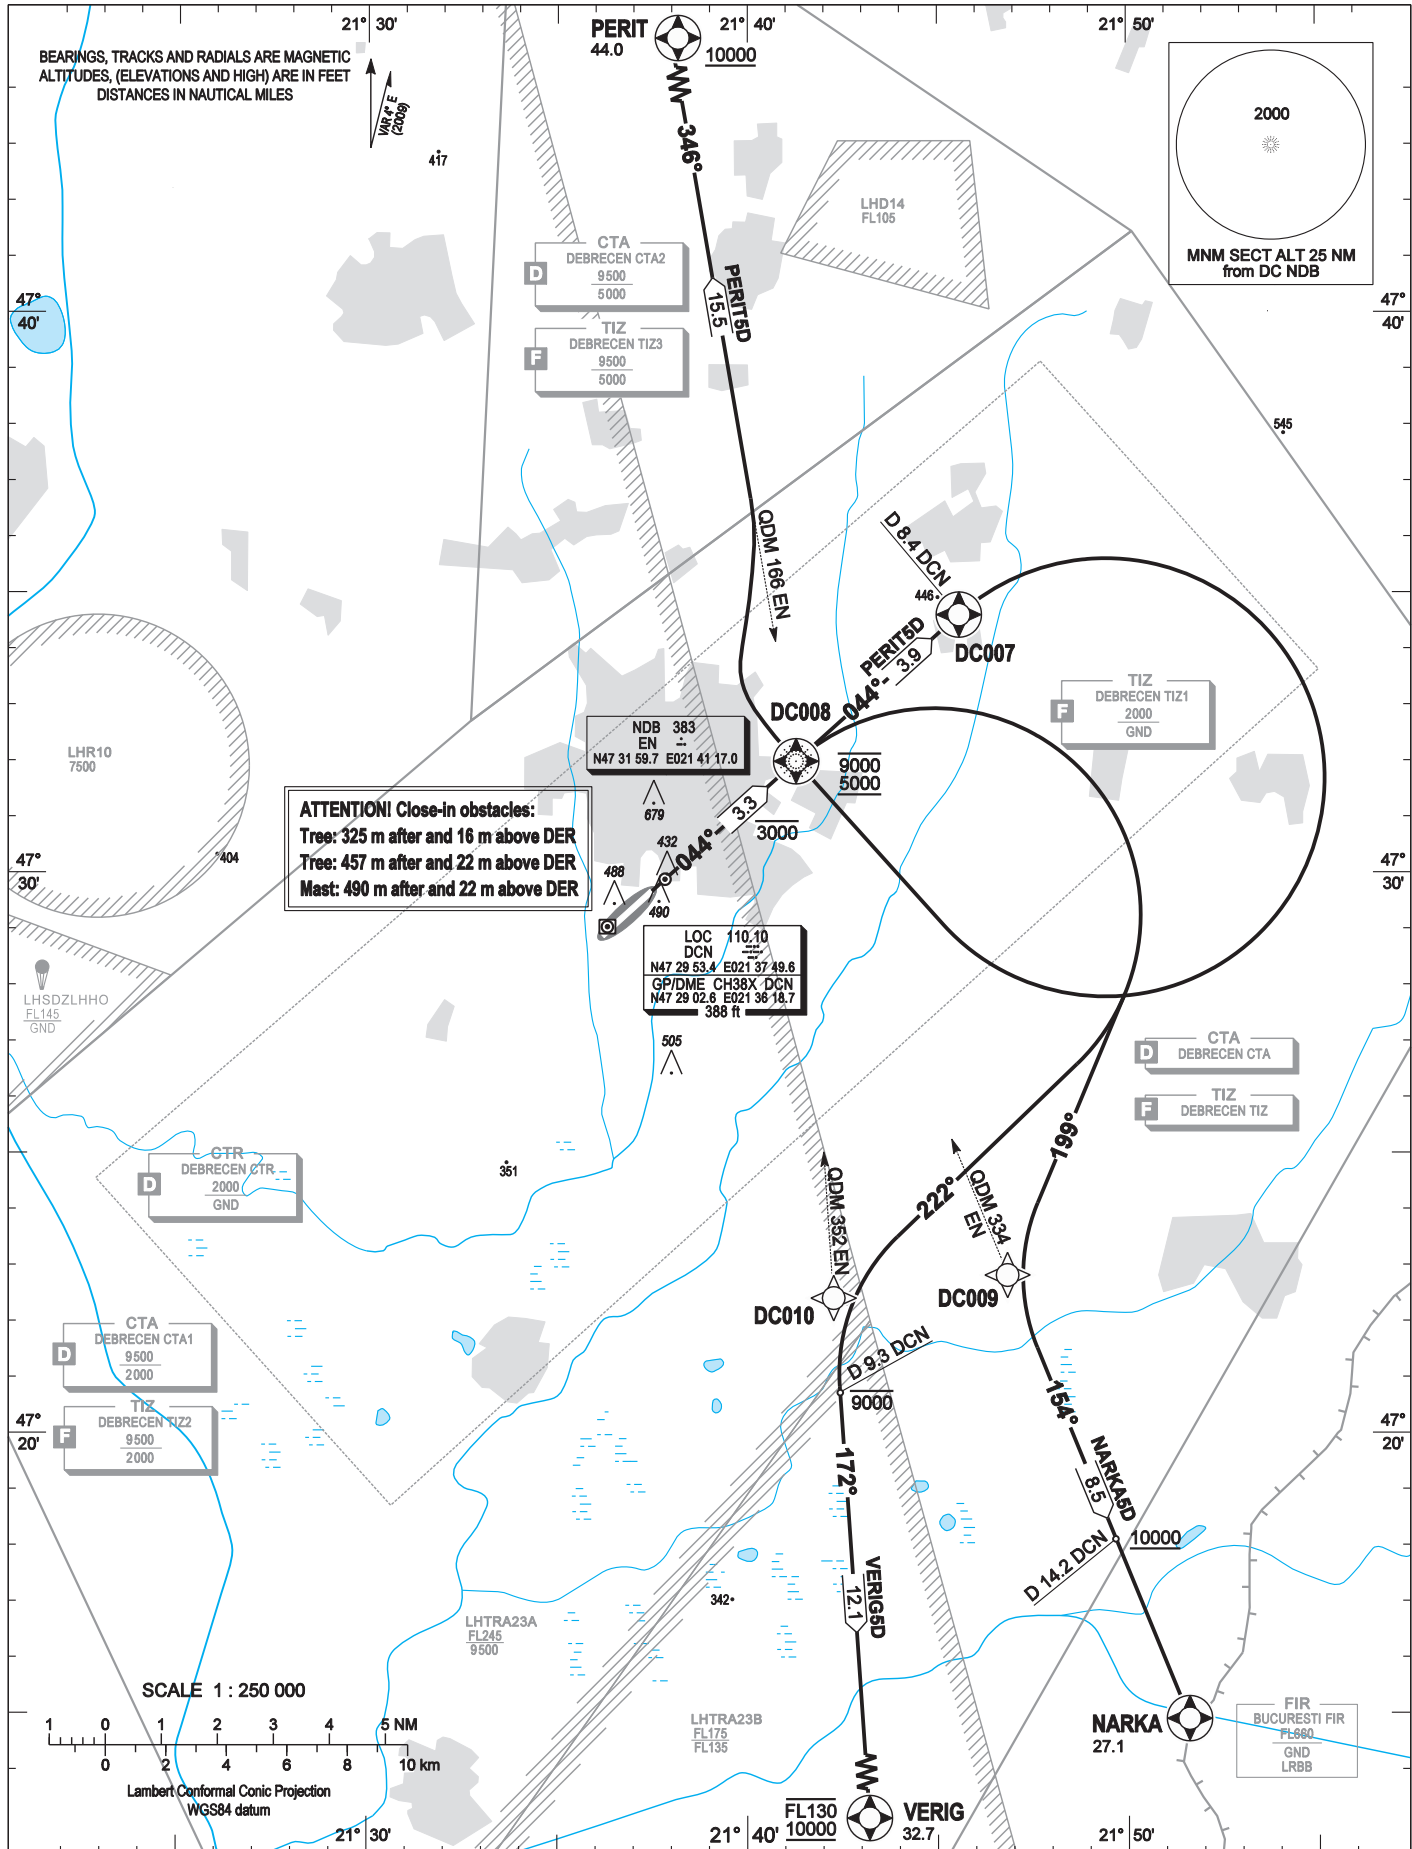 21° 30'
21° 40'
21° 50'
BEARINGS, TRACKS AND RADIALS ARE MAGNETIC
ALTITUDES, (ELEVATIONS AND HIGH) ARE IN FEET
DISTANCES IN NAUTICAL MILES
VAR 4° E
(2009)
417
PERIT
44.0
10000
346°
2000
MNM SECT ALT 25 NM
from DC NDB
LHD14
FL105
CTA
D
DEBRECEN CTA2
9500
5000
TIZ
F
DEBRECEN TIZ3
9500
5000
PERIT5D
15.5
47°
40'
47°
40'
545
QDM 166 EN
D 8.4 DCN
446
DC007
PERIT5D
3.9
044°
DC008
9000
5000
TIZ
F
DEBRECEN TIZ1
2000
GND
NDB 383
EN
N47 31 59.7 E021 41 17.0
LHR10
7500
679
3.3
3000
044°
432
ATTENTION! Close-in obstacles:
Tree: 325 m after and 16 m above DER
Tree: 457 m after and 22 m above DER
Mast: 490 m after and 22 m above DER
47°
30'
404
47°
30'
488
490
LOC 110.10
DCN
N47 29 53.4 E021 37 49.6
GP/DME CH38X DCN
N47 29 02.6 E021 36 18.7
388 ft
LHSDZLHHO
FL145
GND
505
CTA
D
DEBRECEN CTA
TIZ
F
DEBRECEN TIZ
199°
CTR
D
DEBRECEN CTR
2000
GND
351
222°
QDM 352 EN
QDM 334
EN
DC010
DC009
CTA
D
DEBRECEN CTA1
9500
2000
D 9.3 DCN
9000
TIZ
F
DEBRECEN TIZ2
9500
2000
47°
20'
47°
20'
154°
172°
NARKA5D
8.5
D 14.2 DCN
10000
VERIG5D
12.1
342
LHTRA23A
FL245
9500
LHTRA23B
FL175
FL135
NARKA
27.1
FIR
BUCURESTI FIR
FL660
GND
LRBB
SCALE 1 : 250 000
1 0 1 2 3 4 5 NM
0 2 4 6 8 10 km
Lambert Conformal Conic Projection
WGS84 datum
FL130
10000
VERIG
32.7
21° 30'
21° 40'
21° 50'